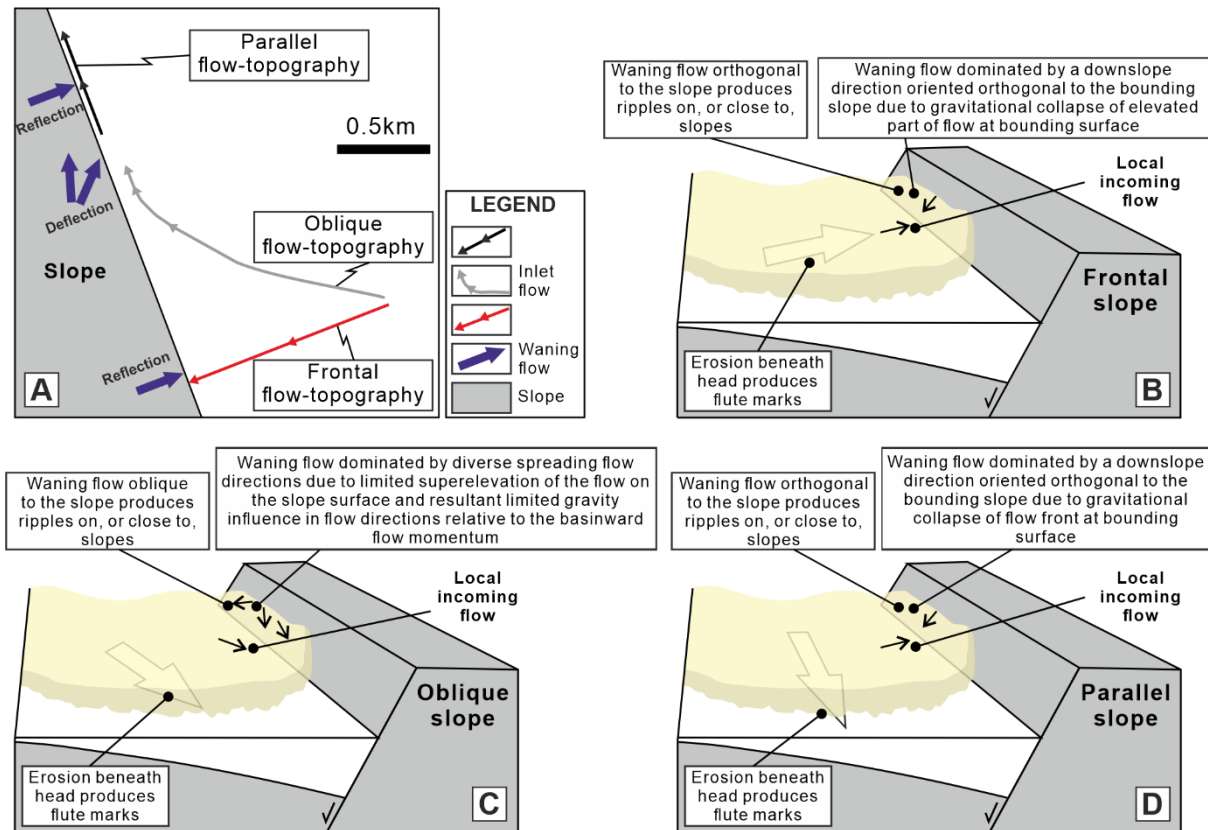 Parallel
flow-topography
Reflection
0.5km
Deflection
Oblique
flow-topography
Slope
Reflection
Frontal
flow-topography
A
LEGEND
Inlet
flow
Waning
flow
Slope
Waning flow orthogonal
to the slope produces
ripples on, or close to,
slopes
Waning flow dominated by a downslope
direction oriented orthogonal to the bounding
slope due to gravitational collapse of elevated
part of flow at bounding surface
Local
incoming
flow
Frontal
slope
Erosion beneath
head produces
flute marks
B
Waning flow oblique
to the slope produces
ripples on, or close to,
slopes
Waning flow dominated by diverse spreading flow
directions due to limited superelevation of the flow on
the slope surface and resultant limited gravity
influence in flow directions relative to the basinward
flow momentum
Local
incoming
flow
Oblique
slope
Erosion beneath
head produces
flute marks
C
Waning flow orthogonal
to the slope produces
ripples on, or close to,
slopes
Waning flow dominated by a downslope
direction oriented orthogonal to the
bounding slope due to gravitational
collapse of flow front at bounding
surface
Local
incoming
flow
Parallel
slope
Erosion beneath
head produces
flute marks
D